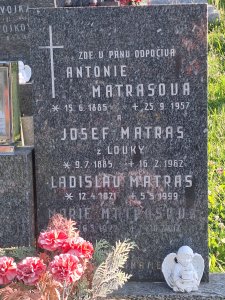 ZDE V PÁNU ODPOČÍVÁ
ANTONIE
MATRASOVÁ
* 15. 6. 1885 + 25. 9. 1957
A
JOSEF MATRAS
Z LOUKY
* 9. 7. 1885 + 16. 2. 1962
LADISLAV MATRAS
* 12. 4. 1921 + 5. 5. 1999
MATRASOVÁ